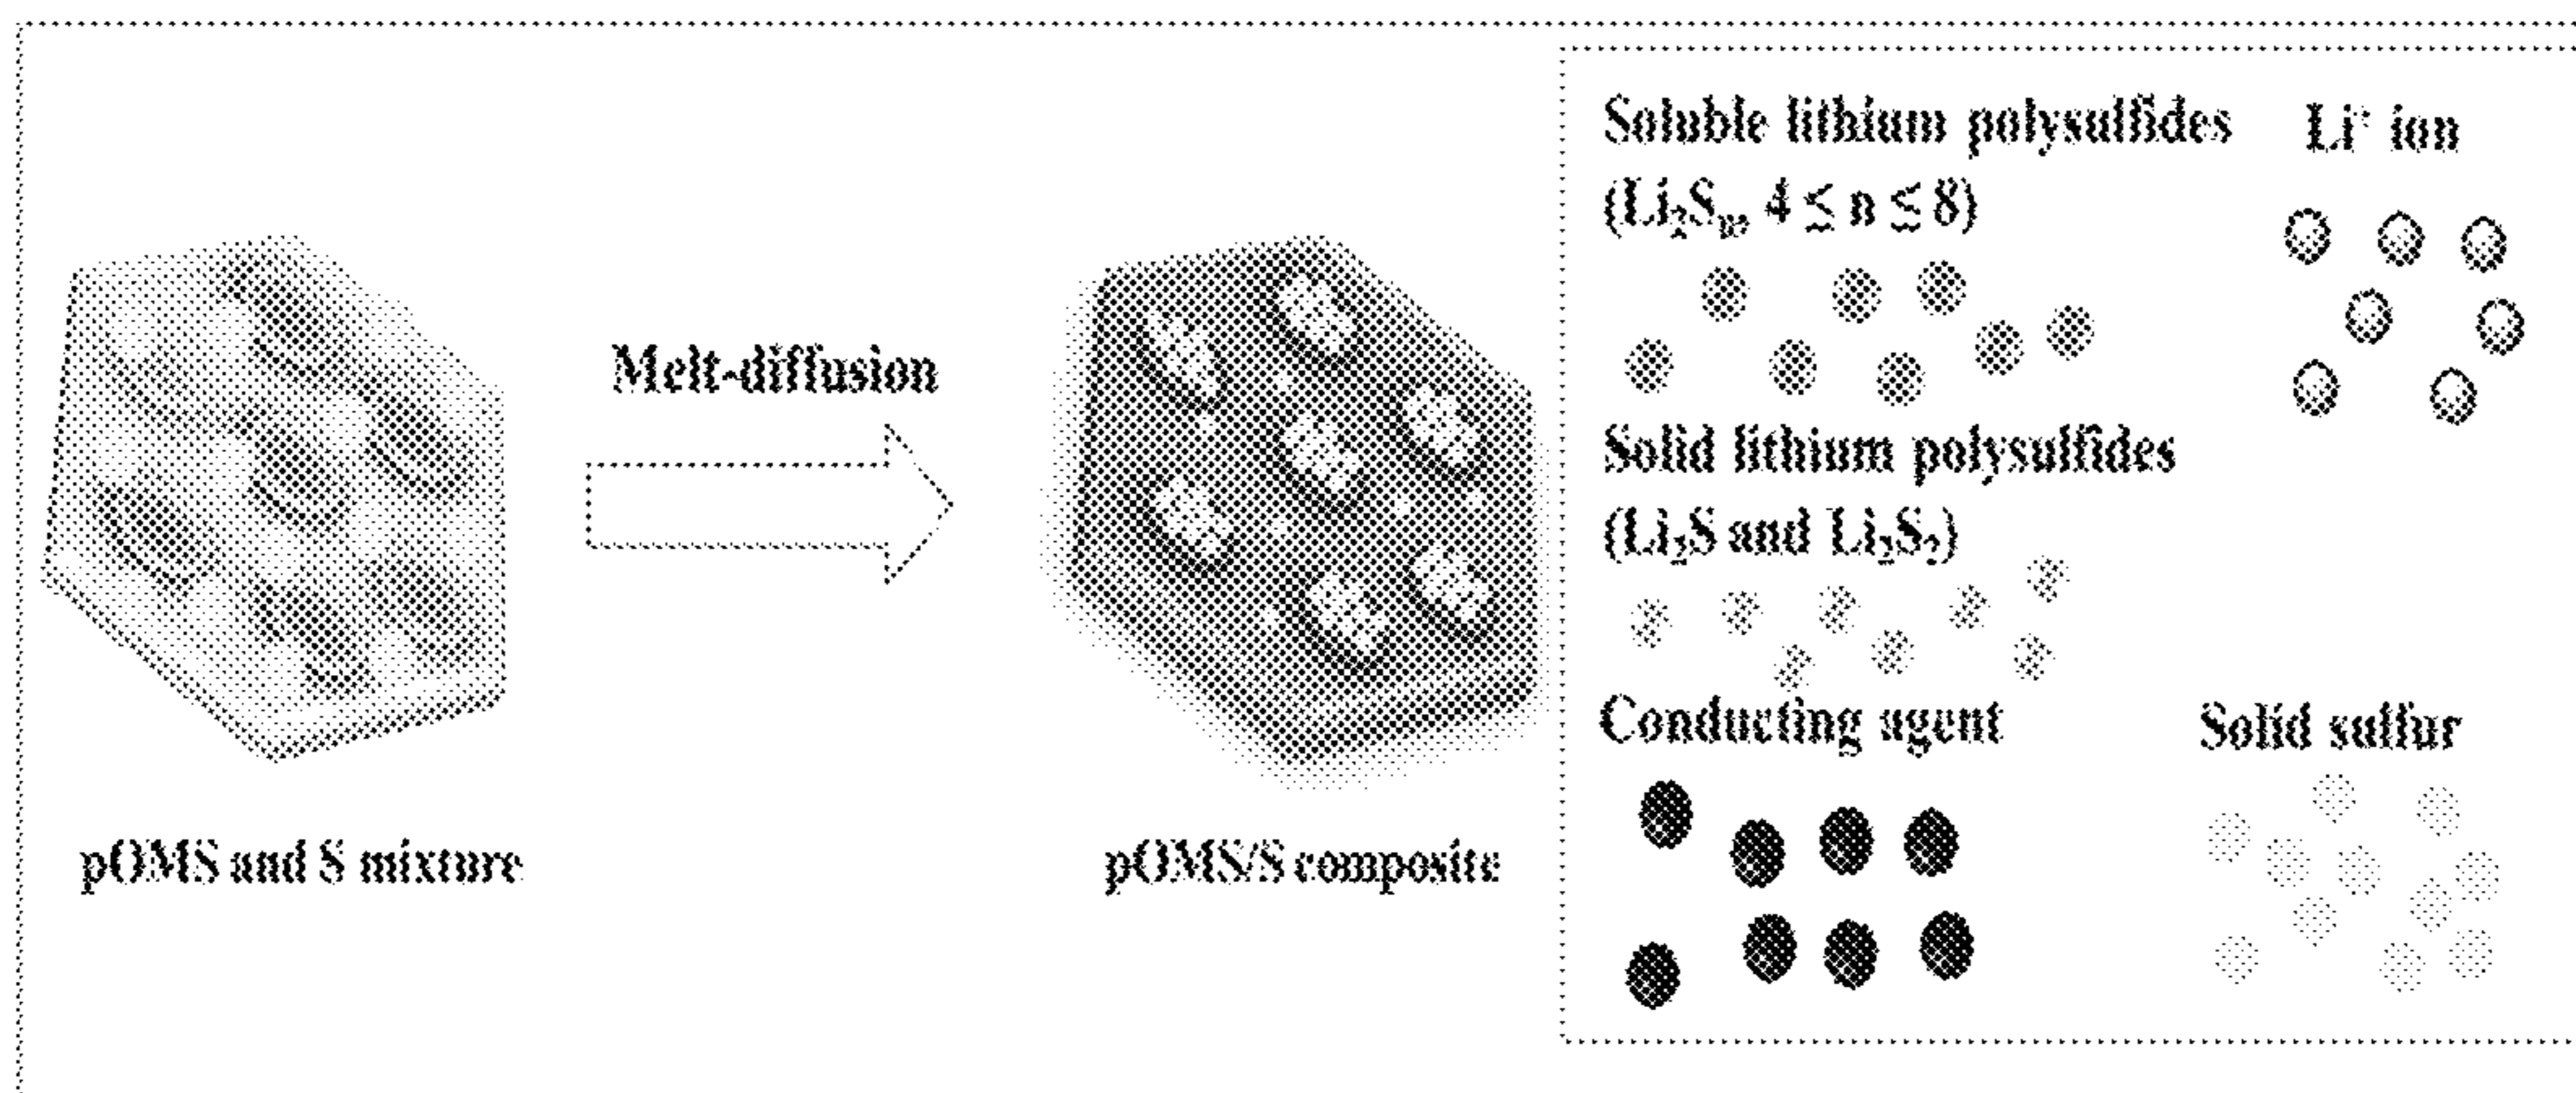 Soluble lithium polysulfides
(Li₂Sₙ, 4 ≤ n ≤ 8)
Li⁺ ion
Melt-diffusion
Solid lithium polysulfides
(Li₂S and Li₂S₂)
Conducting agent
Solid sulfur
pOMS and S mixture
pOMS/S composite